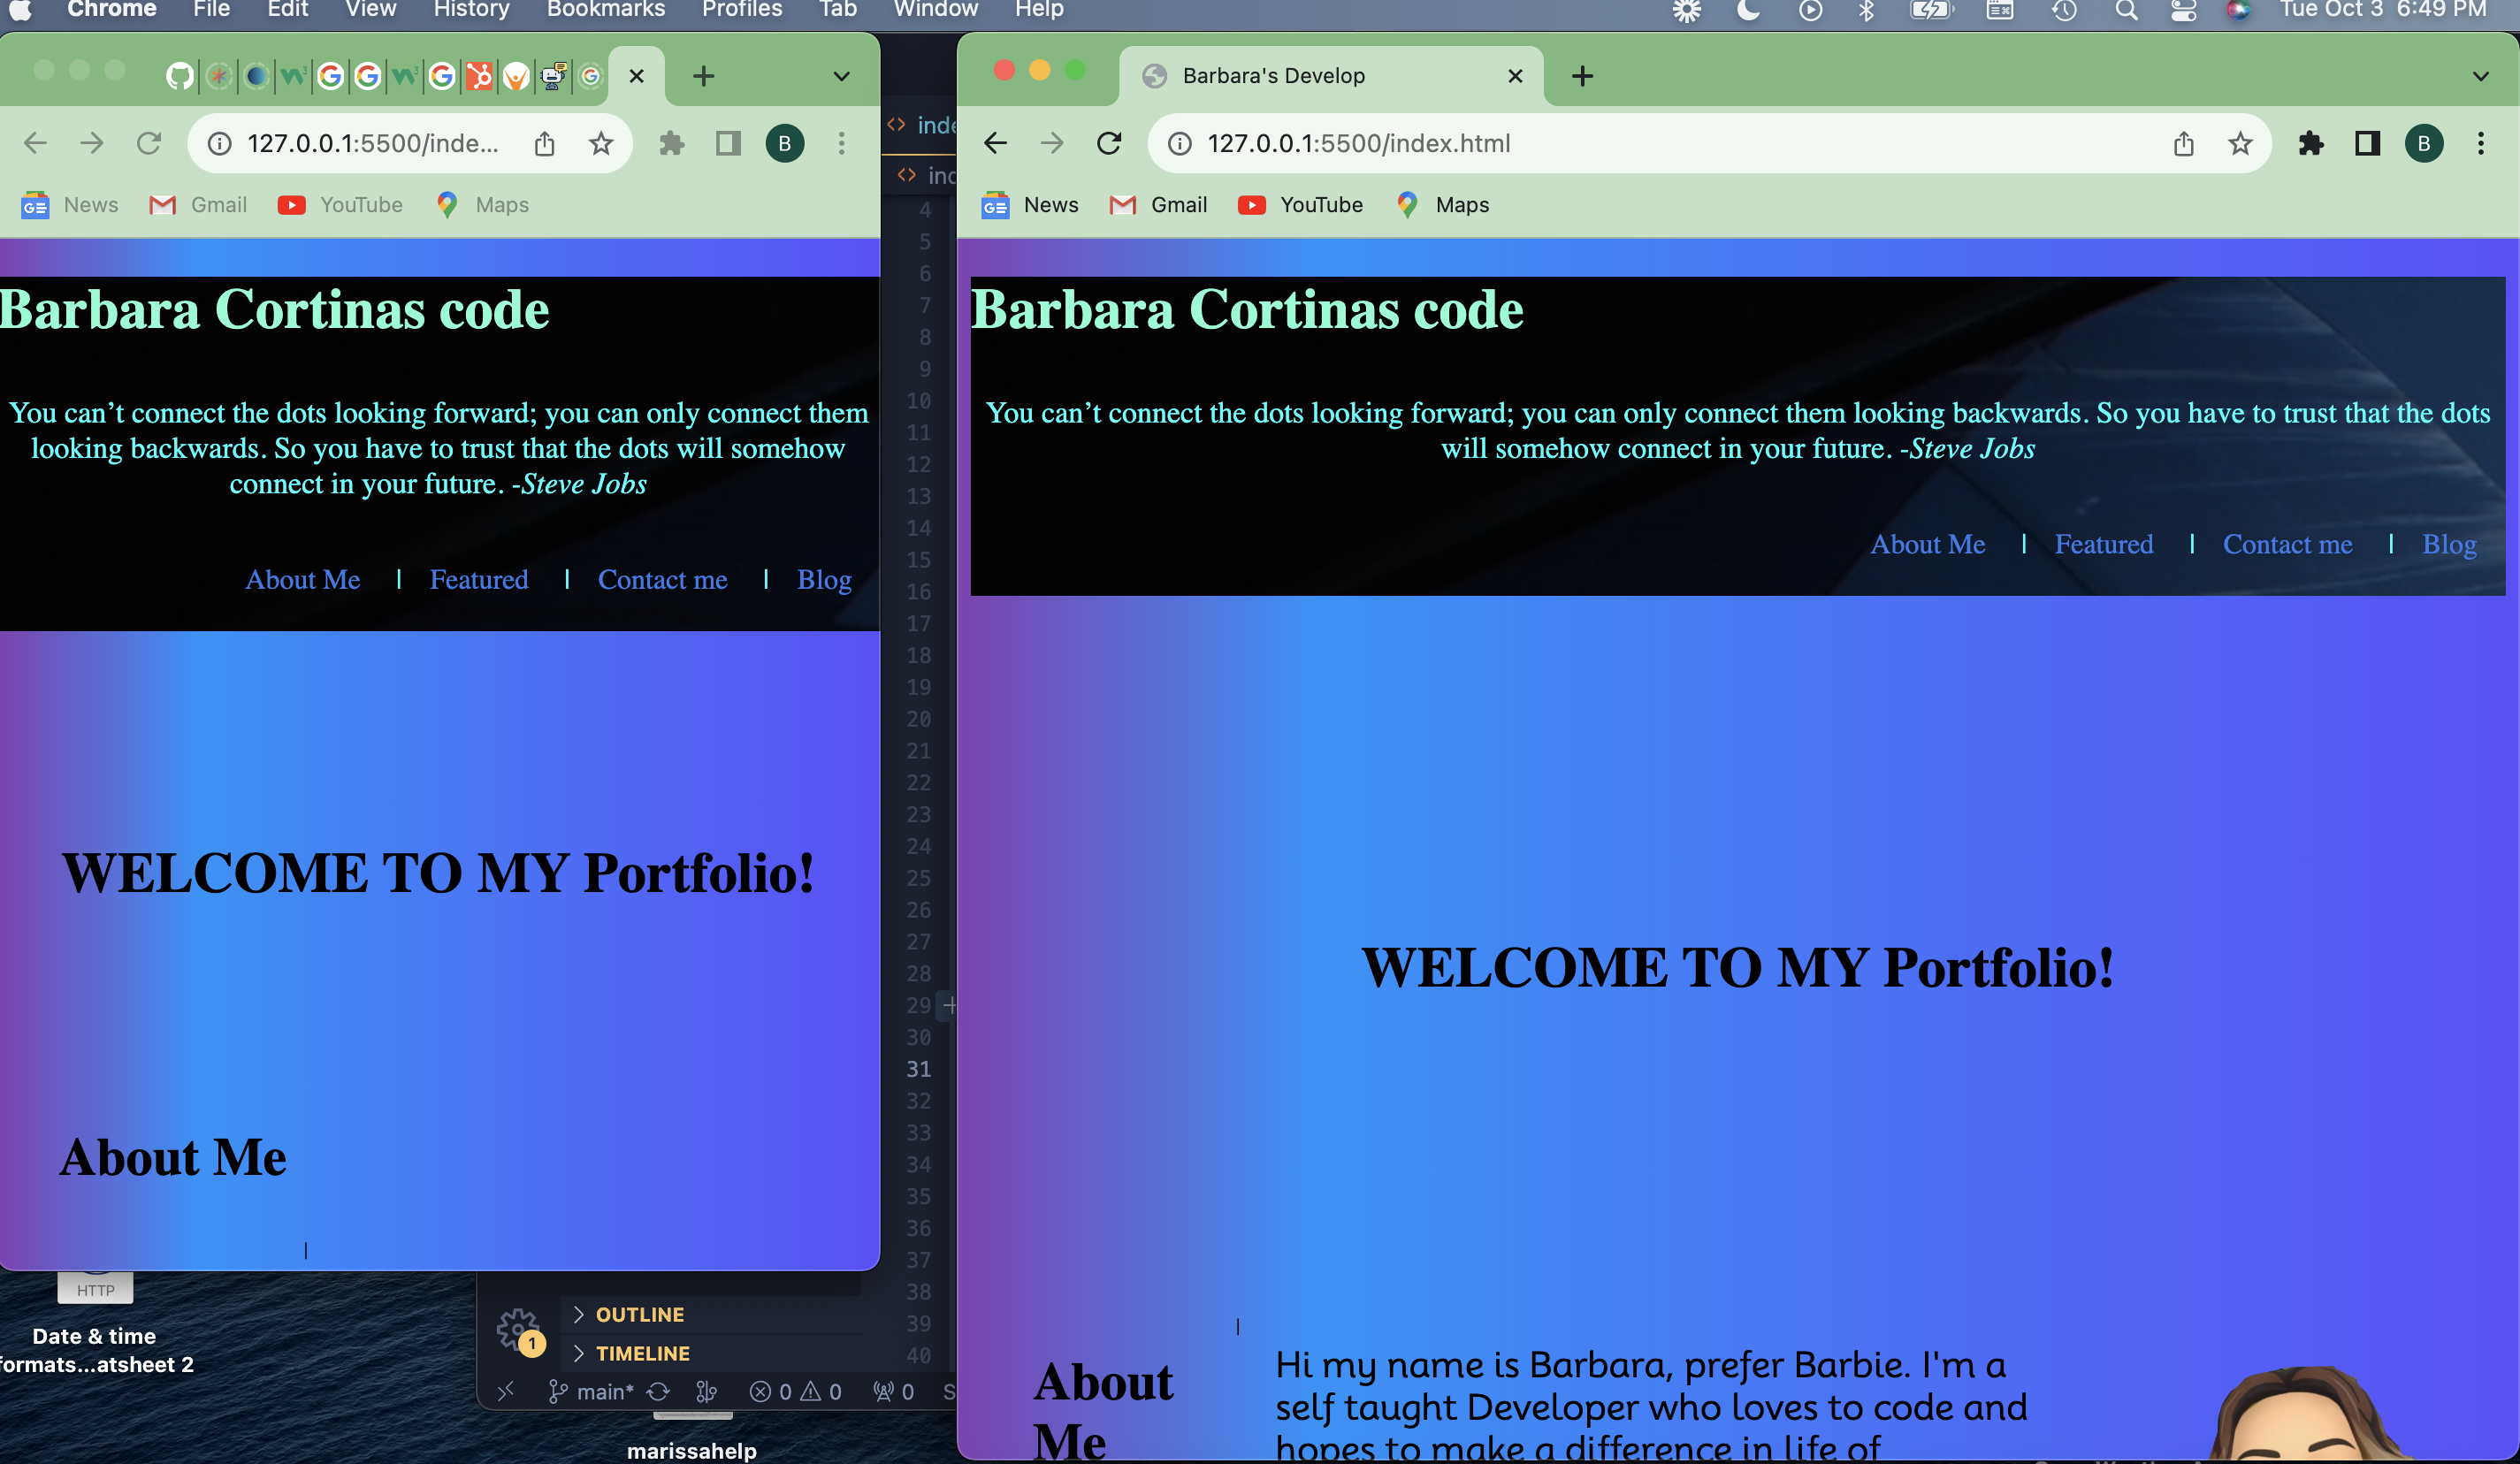 Chrome File Edit View History Bookmarks Profiles Tab Window Help Tue Oct 3 6:49 PM
127.0.0.1:5500/inde... B
News Gmail YouTube Maps
Barbara Cortinas code
You can’t connect the dots looking forward; you can only connect them
looking backwards. So you have to trust that the dots will somehow
connect in your future. -Steve Jobs
About Me | Featured | Contact me | Blog
WELCOME TO MY Portfolio!
About Me
|
<> inde
<> ind
4
5
6
7
8
9
10
11
12
13
14
15
16
17
18
19
20
21
22
23
24
25
26
27
28
29
30
31
32
33
34
35
36
37
38
39
40
OUTLINE
1
TIMELINE
main* 0 0 0 S
HTTP
Date & time
formats...atsheet 2
marissahelp
Barbara's Develop
127.0.0.1:5500/index.html B
News Gmail YouTube Maps
Barbara Cortinas code
You can’t connect the dots looking forward; you can only connect them looking backwards. So you have to trust that the dots
will somehow connect in your future. -Steve Jobs
About Me | Featured | Contact me | Blog
WELCOME TO MY Portfolio!
|
About
Me
Hi my name is Barbara, prefer Barbie. I'm a
self taught Developer who loves to code and
hopes to make a difference in life of